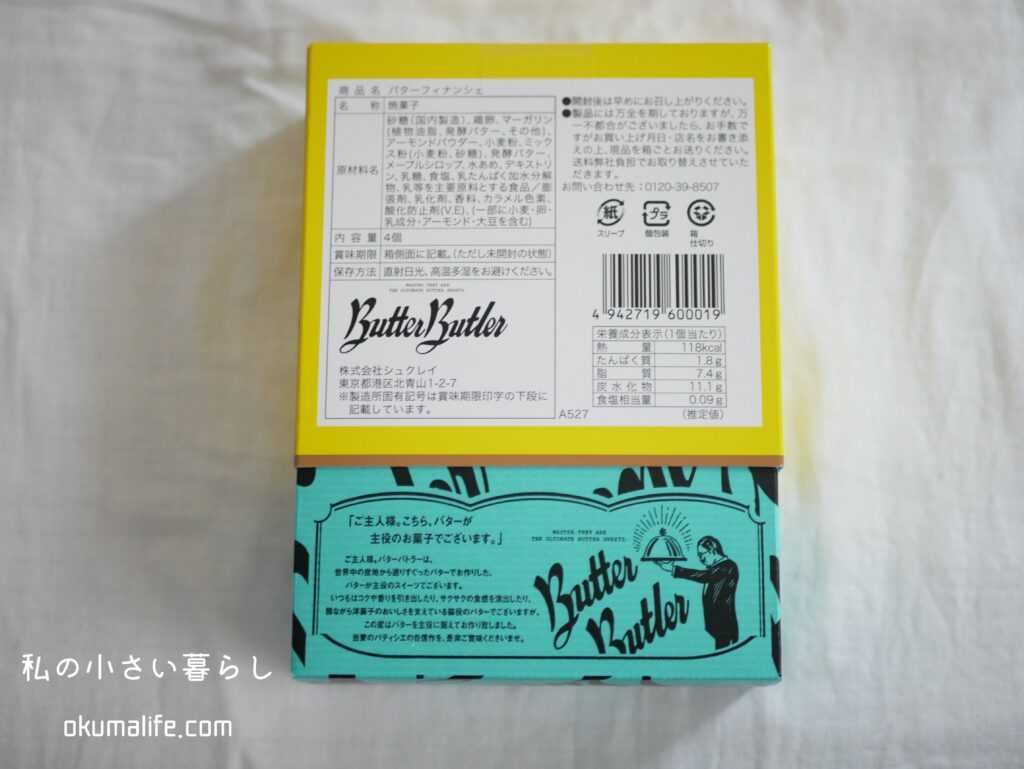 商品名 バターフィナンシェ
名称 焼菓子
原材料名 砂糖(国内製造)、鶏卵、マーガリン
(植物油脂、発酵バター、その他)、
アーモンドパウダー、小麦粉、ミックス
粉(小麦粉、砂糖)、発酵バター、
メープルシロップ、水あめ、デキストリ
ン、乳糖、食塩、乳たんぱく加水分解
物、乳等を主要原料とする食品/膨
張剤、乳化剤、香料、カラメル色素、
酸化防止剤(V.E)、(一部に小麦・卵・
乳成分・アーモンド・大豆を含む)
内容量 4個
賞味期限 箱側面に記載。(ただし未開封の状態)
保存方法 直射日光、高温多湿をお避けください。
MASTER.THEY ARE
THE ULTIMATE BUTTER SWEETS.
Butter Butler
株式会社シュクレイ
東京都港区北青山1-2-7
※製造所固有記号は賞味期限印字の下段に
記載しています。
●開封後は早めにお召し上がりください。
●製品には万全を期しておりますが、万
一不都合がございましたら、お手数で
すがお買い上げ月日・店名をお書き添
えの上、現品を箱ごとお送りください。
送料弊社負担でお取り替えさせていた
だきます。
お問い合わせ先:0120-39-8507
紙 プラ
スリーブ 個包装 箱
仕切り
4 942719 600019
栄養成分表示(1個当たり)
熱量 118kcal
たんぱく質 1.8g
脂質 7.4g
炭水化物 11.1g
食塩相当量 0.09g
A527 (推定値)
「ご主人様。こちら、バターが
主役のお菓子でございます。」
ご主人様。バターバトラーは、
世界中の産地から選りすぐったバターでお作りした、
バターが主役のスイーツでございます。
いつもはコクや香りを引き出したり、サクサクの食感を演出したり、
陰ながら洋菓子のおいしさを支えている脇役のバターでございますが、
この度はバターを主役に据えてお作り致しました。
当家のパティシエの自信作を、是非ご賞味くださいませ。
MASTER.THEY ARE
THE ULTIMATE BUTTER SWEETS.
Butter
Butler
私の小さい暮らし
okumalife.com